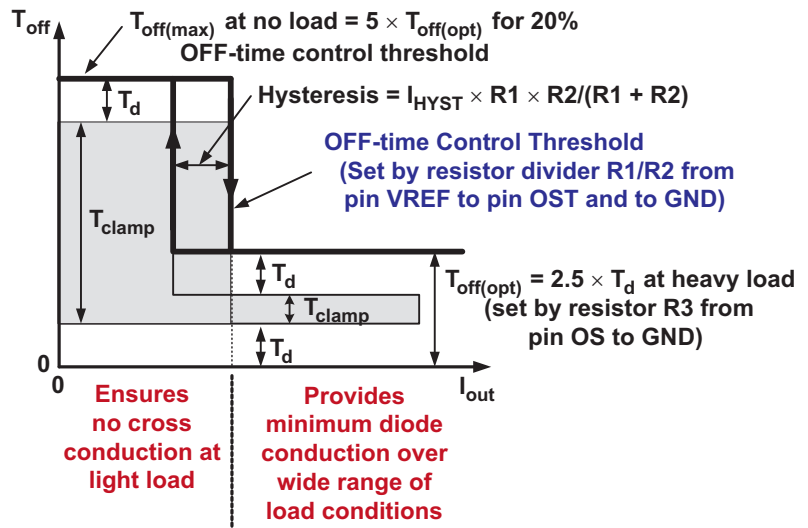 Toff
Toff(max) at no load = 5 × Toff(opt) for 20%
OFF-time control threshold
Td
Hysteresis = IHYST × R1 × R2/(R1 + R2)
OFF-time Control Threshold
(Set by resistor divider R1/R2 from
pin VREF to pin OST and to GND)
Tclamp
Td
Toff(opt) = 2.5 × Td at heavy load
(set by resistor R3 from
pin OS to GND)
Tclamp
Td
0
0
Iout
Ensures
no cross
conduction at
light load
Provides
minimum diode
conduction over
wide range of
load conditions